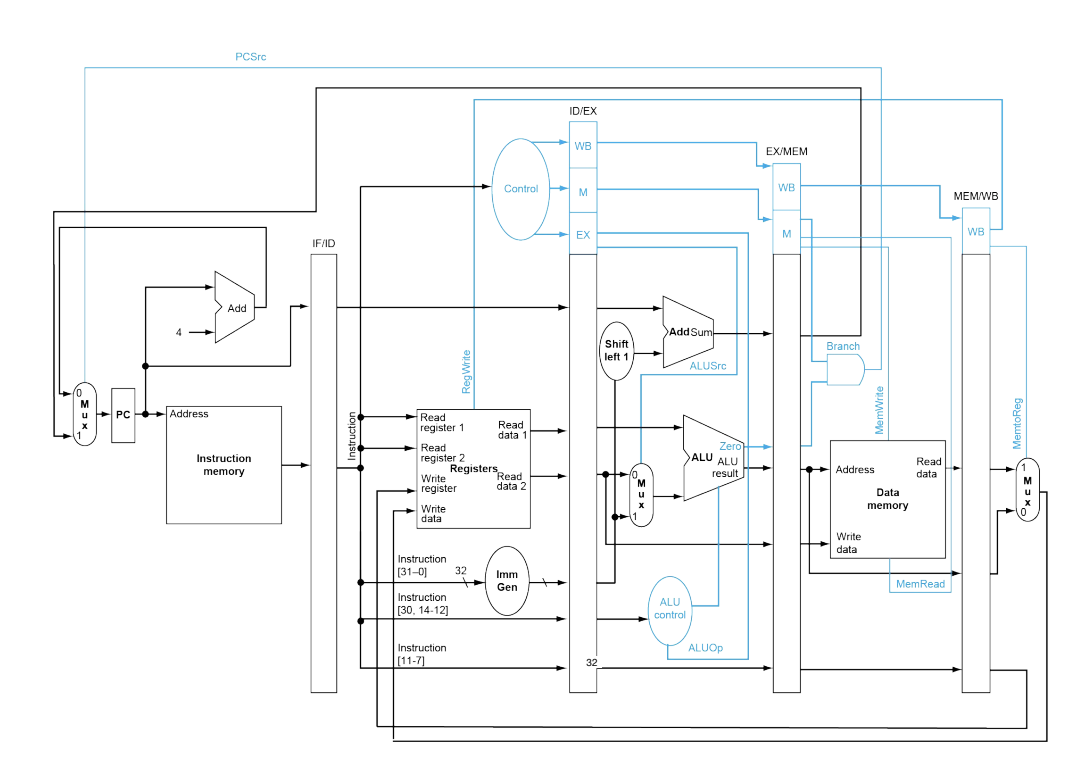 PCSrc
ID/EX
WB
EX/MEM
Control
M
WB
MEM/WB
EX
M
WB
IF/ID
Add
4
Shift
left 1
Add Sum
Branch
ALUSrc
RegWrite
MemWrite
MemtoReg
0
M
u
x
1
PC
Address
Instruction
memory
Instruction
Read
register 1
Read
data 1
Read
register 2
Registers
Read
data 2
Write
register
Write
data
0
M
u
x
1
Zero
ALU
ALU
result
Address
Read
data
Data
memory
Write
data
1
M
u
x
0
Instruction
[31–0]
32
Imm
Gen
Instruction
[30, 14-12]
ALU
control
MemRead
ALUOp
Instruction
[11-7]
32